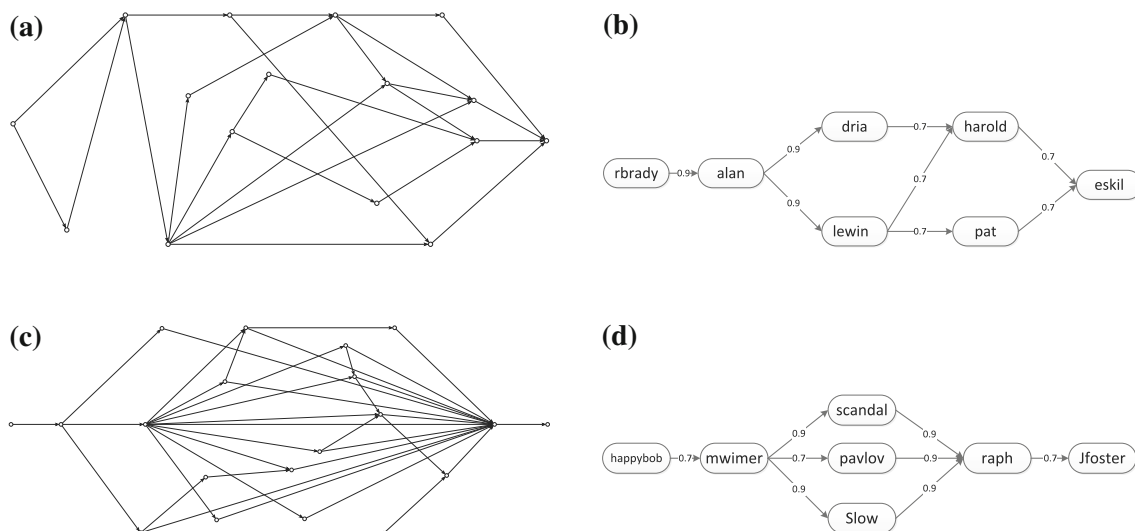 (a)
(b)
dria
0.7
harold
0.9
0.7
rbrady
0.9
alan
0.7
eskil
0.9
0.7
lewin
0.7
pat
(c)
(d)
scandal
0.9
0.9
happybob
0.7
mwimer
0.7
pavlov
0.9
raph
0.7
Jfoster
0.9
0.9
Slow